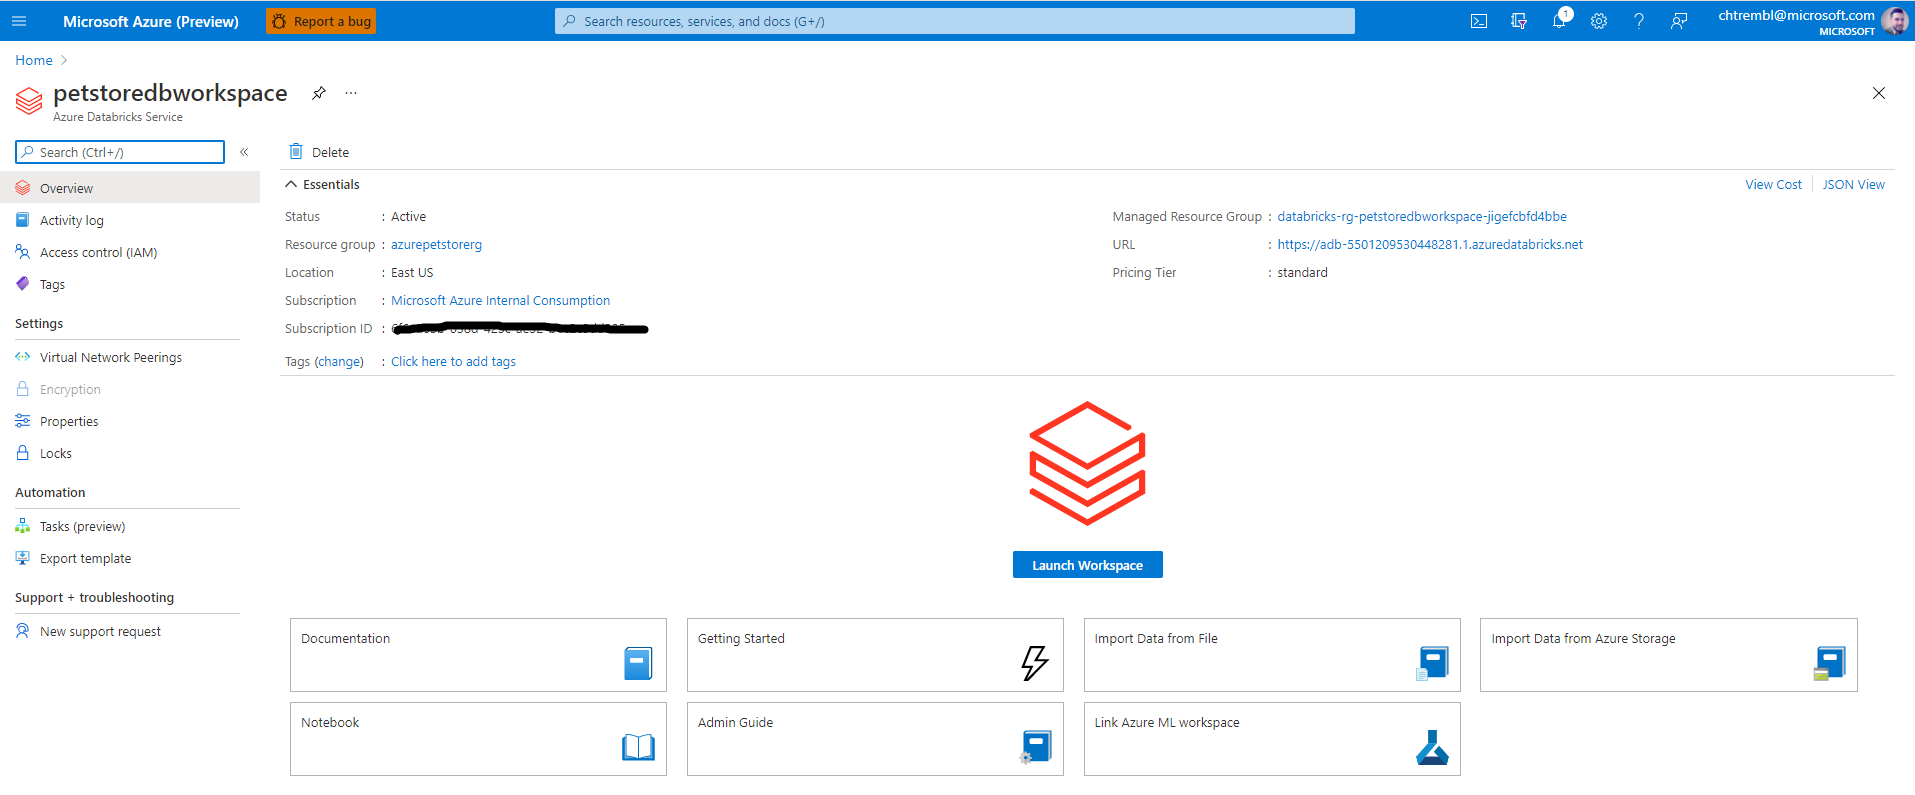 Microsoft Azure (Preview)
Report a bug
Search resources, services, and docs (G+/)
1
chtrembl@microsoft.com
MICROSOFT
Home
petstoredbworkspace
Azure Databricks Service
Search (Ctrl+/)
Overview
Activity log
Access control (IAM)
Tags
Settings
Virtual Network Peerings
Encryption
Properties
Locks
Automation
Tasks (preview)
Export template
Support + troubleshooting
New support request
Delete
Essentials
View Cost
JSON View
Status : Active
Resource group : azurepetstorerg
Location : East US
Subscription : Microsoft Azure Internal Consumption
Subscription ID :
Tags (change) : Click here to add tags
Managed Resource Group : databricks-rg-petstoredbworkspace-jigefcbfd4bbe
URL : https://adb-5501209530448281.1.azuredatabricks.net
Pricing Tier : standard
Launch Workspace
Documentation
Getting Started
Import Data from File
Import Data from Azure Storage
Notebook
Admin Guide
Link Azure ML workspace